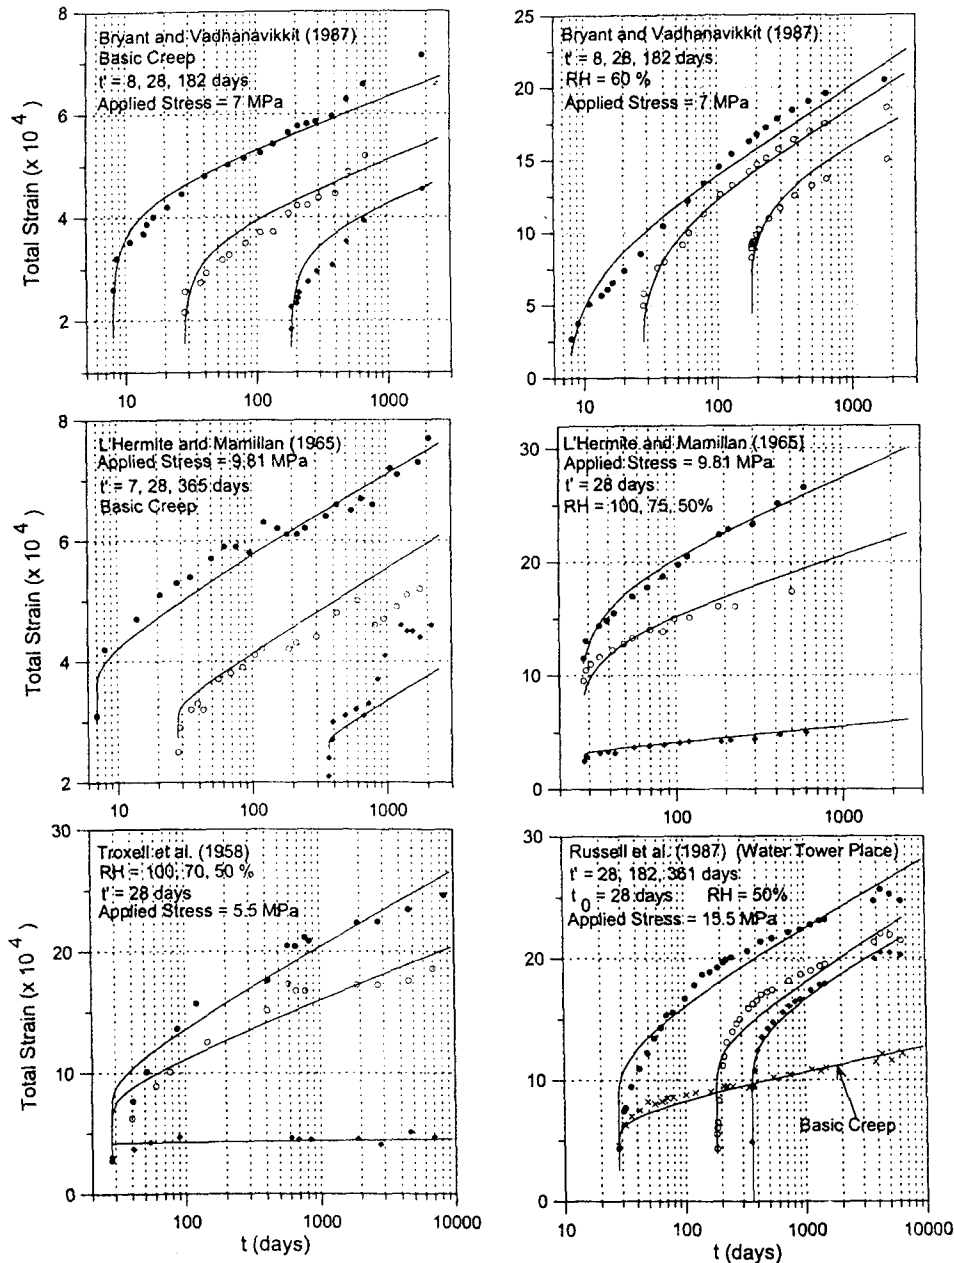 Total Strain (x 10 4)
8
6
4
2
Bryant and Vadhanavikkit (1987)
Basic Creep
t' = 8, 28, 182 days
Applied Stress = 7 MPa
10
100
1000
25
20
15
10
5
0
Bryant and Vadhanavikkit (1987)
t' = 8, 28, 182 days
RH = 60 %
Applied Stress = 7 MPa
10
100
1000
Total Strain (x 10 4)
8
6
4
2
L'Hermite and Mamillan (1965)
Applied Stress = 9.81 MPa
t' = 7, 28, 365 days
Basic Creep
10
100
1000
30
20
10
0
L'Hermite and Mamillan (1965)
Applied Stress = 9.81 MPa
t' = 28 days
RH = 100, 75, 50%
100
1000
Total Strain (x 10 4)
30
20
10
0
Troxell et al. (1958)
RH = 100, 70, 50 %
t' = 28 days
Applied Stress = 5.5 MPa
100
1000
10000
t (days)
30
20
10
0
Russell et al. (1987) (Water Tower Place)
t' = 28, 182, 361 days
t0 = 28 days RH = 50%
Applied Stress = 15.5 MPa
Basic Creep
10
100
1000
10000
t (days)